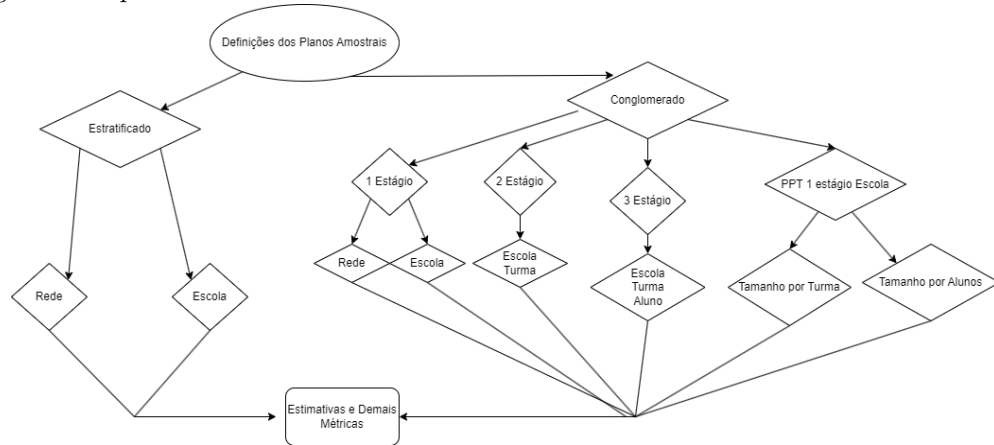 Definições dos Planos Amostrais
Conglomerado
Estratificado
1 Estágio
2 Estágio
3 Estágio
PPT 1 estágio Escola
Rede
Escola
Escola
Turma
Escola
Turma
Aluno
Tamanho por Turma
Tamanho por Alunos
Rede
Escola
Estimativas e Demais
Métricas